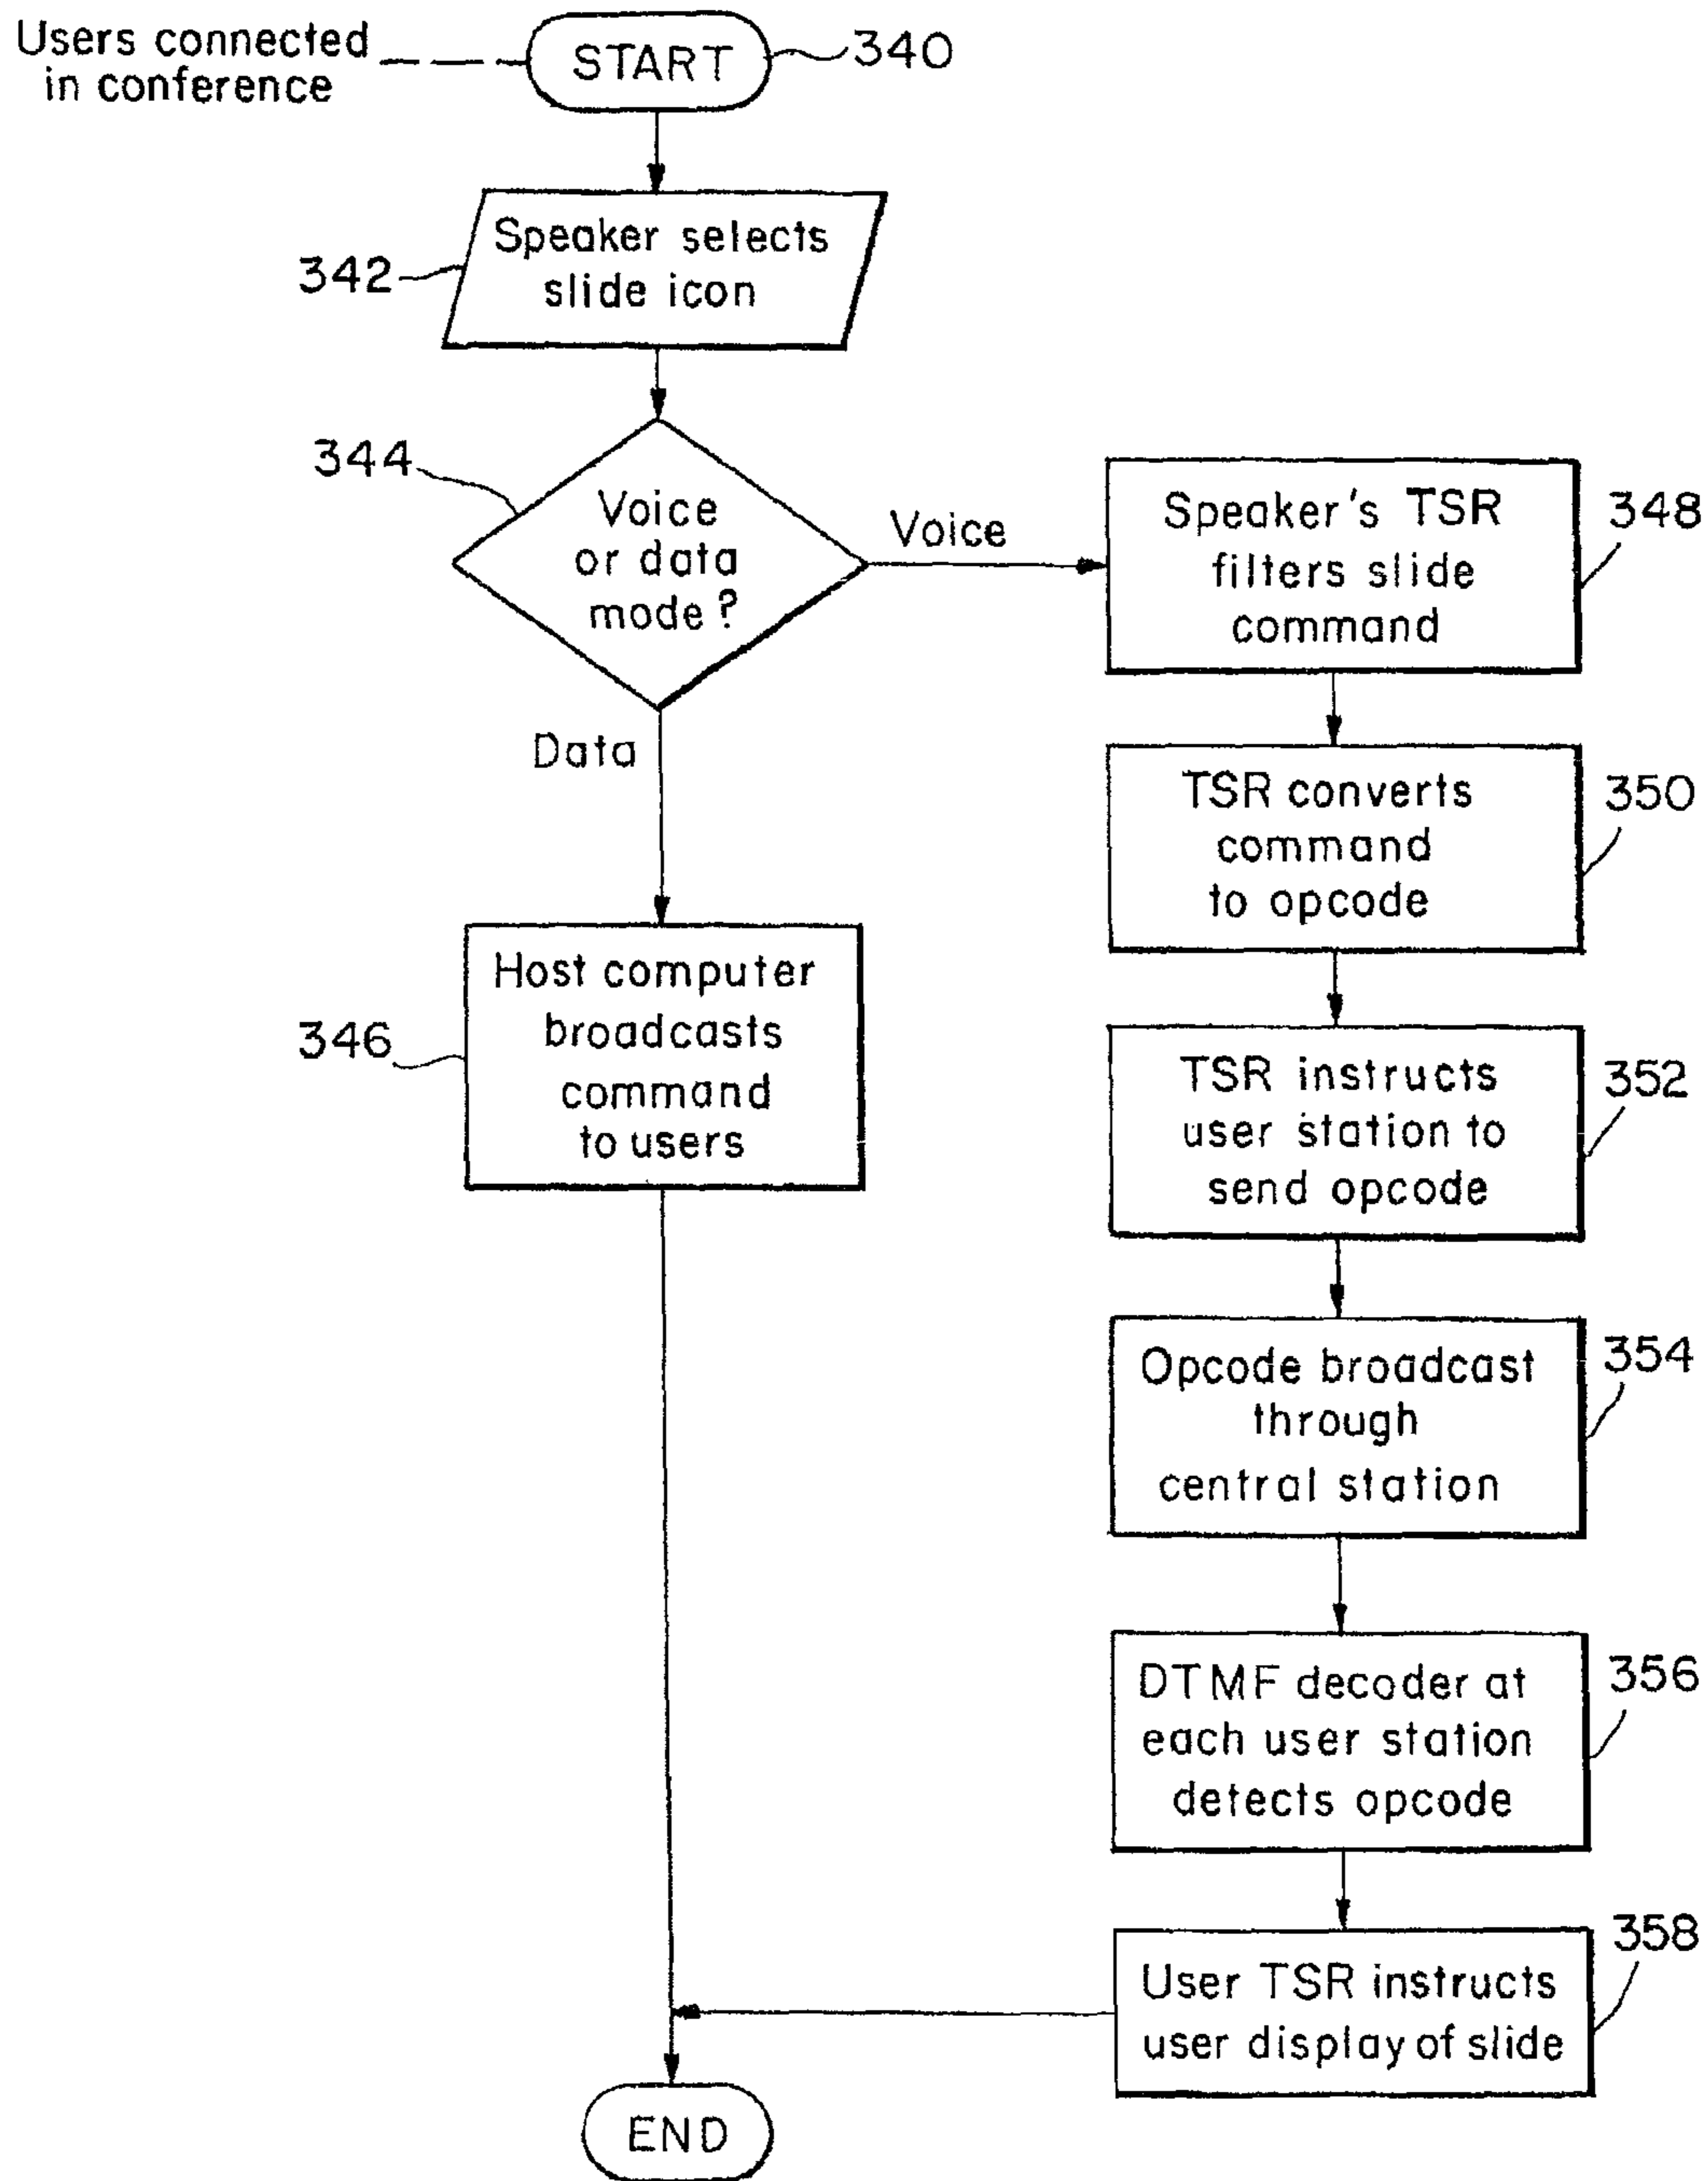 Users connected
in conference
START
340
Speaker selects
slide icon
342
344
Voice
or data
mode?
Voice
Data
Host computer
broadcasts
command
to users
346
Speaker's TSR
filters slide
command
348
TSR converts
command
to opcode
350
TSR instructs
user station to
send opcode
352
Opcode broadcast
through
central station
354
DTMF decoder at
each user station
detects opcode
356
User TSR instructs
user display of slide
358
END